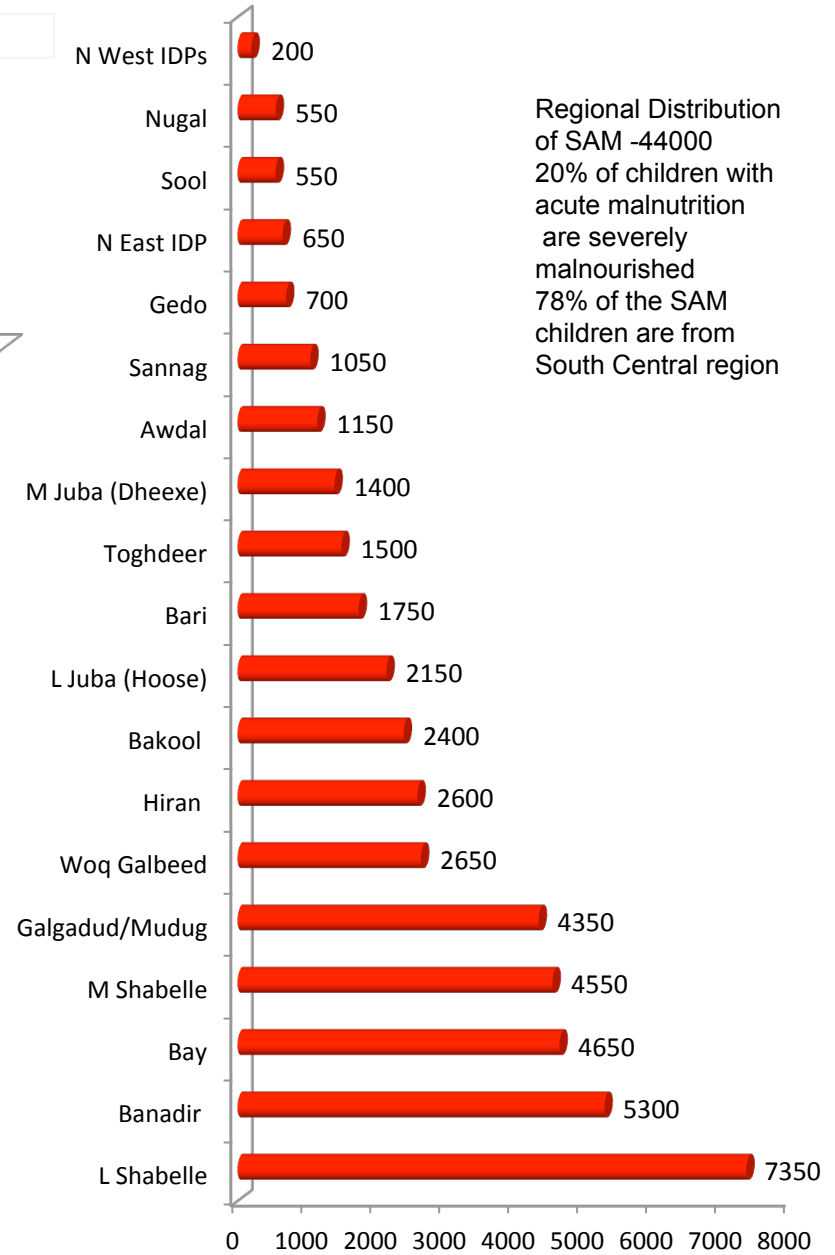 N West IDPs 200
Nugal 550
Sool 550
N East IDP 650
Gedo 700
Sannag 1050
Awdal 1150
M Juba (Dheexe) 1400
Toghdeer 1500
Bari 1750
L Juba (Hoose) 2150
Bakool 2400
Hiran 2600
Woq Galbeed 2650
Galgadud/Mudug 4350
M Shabelle 4550
Bay 4650
Banadir 5300
L Shabelle 7350
0 1000 2000 3000 4000 5000 6000 7000 8000
Regional Distribution
of SAM -44000
20% of children with
acute malnutrition
are severely
malnourished
78% of the SAM
children are from
South Central region